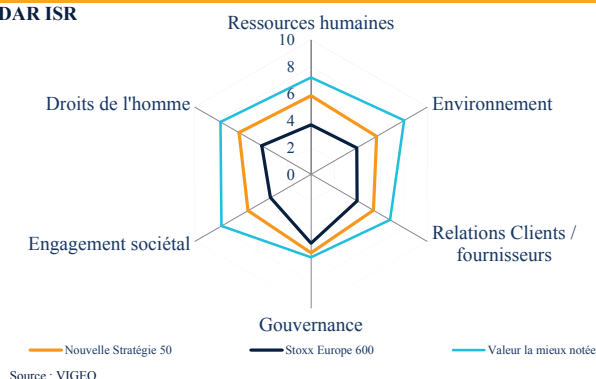 DAR ISR
Ressources humaines
10
8
6
4
2
0
Droits de l'homme
Environnement
Engagement sociétal
Relations Clients /
fournisseurs
Gouvernance
Nouvelle Stratégie 50
Stoxx Europe 600
Valeur la mieux notée
Source : VIGEO